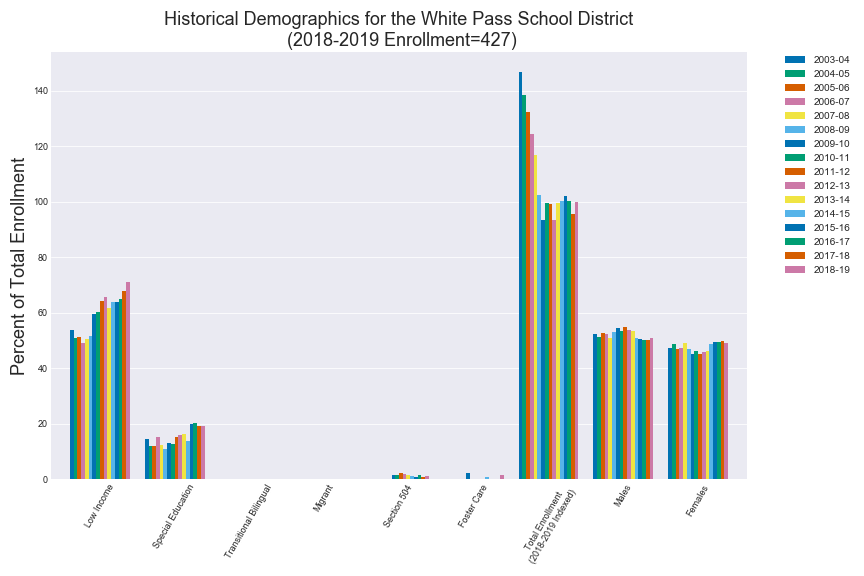 Historical Demographics for the White Pass School District
(2018-2019 Enrollment=427)
Percent of Total Enrollment
140
120
100
80
60
40
20
0
Low Income
Special Education
Transitional Bilingual
Migrant
Section 504
Foster Care
Total Enrollment
(2018-2019 Indexed)
Males
Females
2003-04
2004-05
2005-06
2006-07
2007-08
2008-09
2009-10
2010-11
2011-12
2012-13
2013-14
2014-15
2015-16
2016-17
2017-18
2018-19